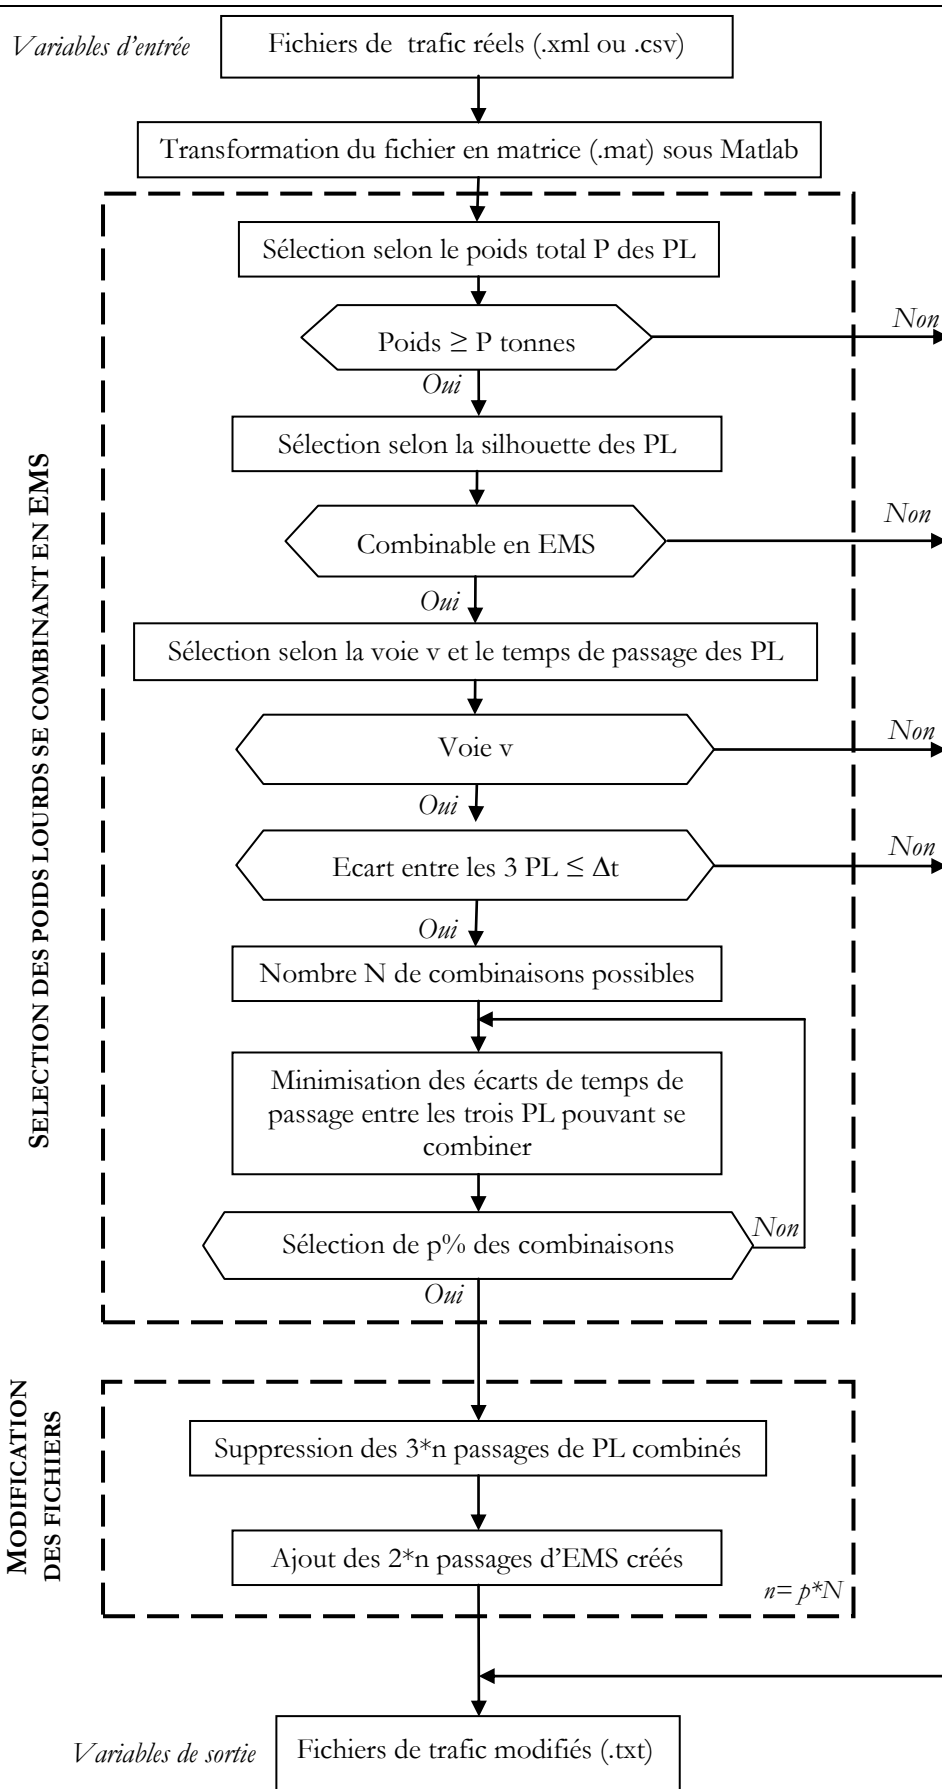 Variables d'entrée
Fichiers de trafic réels (.xml ou .csv)
Transformation du fichier en matrice (.mat) sous Matlab
SELECTION DES POIDS LOURDS SE COMBINANT EN EMS
Sélection selon le poids total P des PL
Poids ≥ P tonnes
Non
Oui
Sélection selon la silhouette des PL
Combinable en EMS
Non
Oui
Sélection selon la voie v et le temps de passage des PL
Voie v
Non
Oui
Ecart entre les 3 PL ≤ Δt
Non
Oui
Nombre N de combinaisons possibles
Minimisation des écarts de temps de
passage entre les trois PL pouvant se
combiner
Sélection de p% des combinaisons
Non
Oui
MODIFICATION
DES FICHIERS
Suppression des 3*n passages de PL combinés
Ajout des 2*n passages d'EMS créés
n= p*N
Variables de sortie
Fichiers de trafic modifiés (.txt)